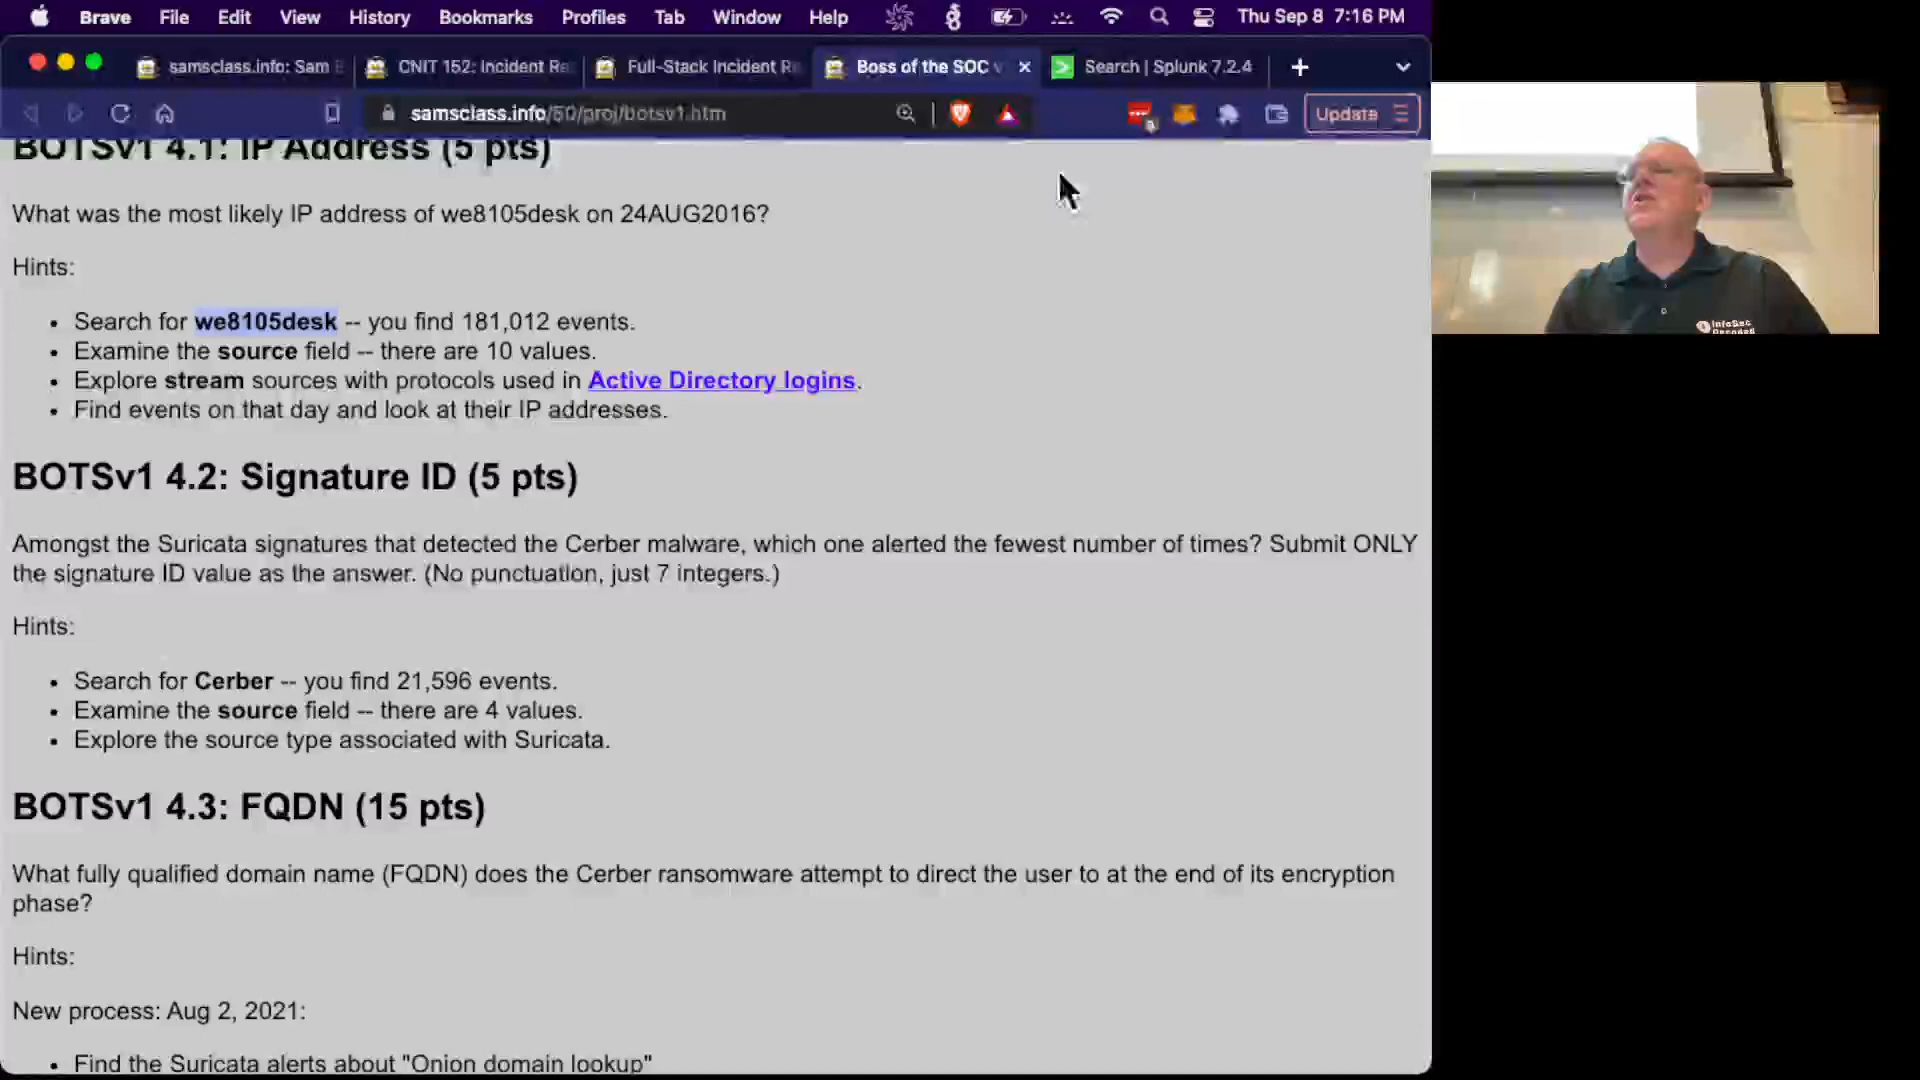 Brave File Edit View History Bookmarks Profiles Tab Window Help Thu Sep 8 7:16 PM
samsclass.info: Sam CNIT 152: Incident Re Full-Stack Incident R Boss of the SOC v Search | Splunk 7.2.4
samsclass.info/50/proj/botsv1.htm Update
BOTSv1 4.1: IP Address (5 pts)
What was the most likely IP address of we8105desk on 24AUG2016?
Hints:
• Search for we8105desk -- you find 181,012 events.
• Examine the source field -- there are 10 values.
• Explore stream sources with protocols used in Active Directory logins.
• Find events on that day and look at their IP addresses.
BOTSv1 4.2: Signature ID (5 pts)
Amongst the Suricata signatures that detected the Cerber malware, which one alerted the fewest number of times? Submit ONLY
the signature ID value as the answer. (No punctuation, just 7 integers.)
Hints:
• Search for Cerber -- you find 21,596 events.
• Examine the source field -- there are 4 values.
• Explore the source type associated with Suricata.
BOTSv1 4.3: FQDN (15 pts)
What fully qualified domain name (FQDN) does the Cerber ransomware attempt to direct the user to at the end of its encryption
phase?
Hints:
New process: Aug 2, 2021:
• Find the Suricata alerts about "Onion domain lookup"
InfoSec
Decoded